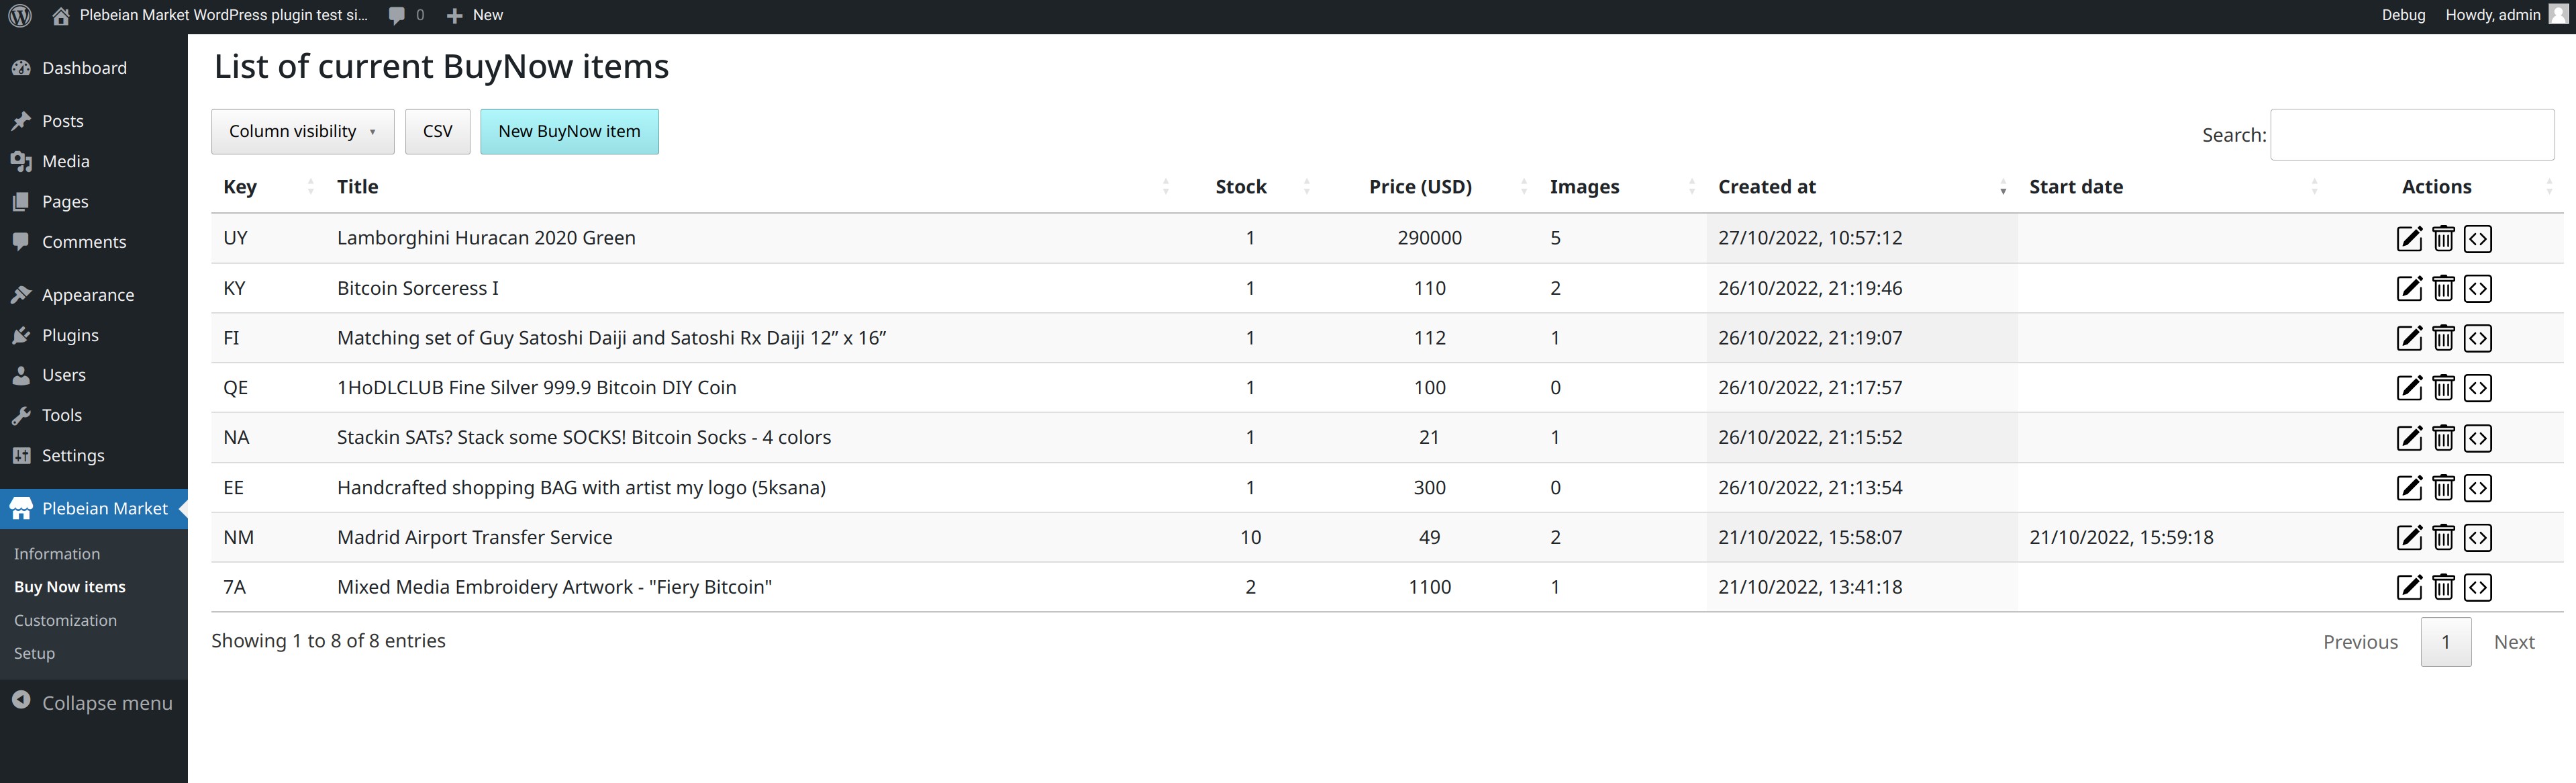 Plebeian Market WordPress plugin test si... 0 New Debug Howdy, admin
Dashboard
Posts
Media
Pages
Comments
Appearance
Plugins
Users
Tools
Settings
Plebeian Market
Information
Buy Now items
Customization
Setup
Collapse menu
List of current BuyNow items
Column visibility CSV New BuyNow item Search:
Key Title Stock Price (USD) Images Created at Start date Actions
UY Lamborghini Huracan 2020 Green 1 290000 5 27/10/2022, 10:57:12
KY Bitcoin Sorceress I 1 110 2 26/10/2022, 21:19:46
FI Matching set of Guy Satoshi Daiji and Satoshi Rx Daiji 12” x 16” 1 112 1 26/10/2022, 21:19:07
QE 1HoDLCLUB Fine Silver 999.9 Bitcoin DIY Coin 1 100 0 26/10/2022, 21:17:57
NA Stackin SATs? Stack some SOCKS! Bitcoin Socks - 4 colors 1 21 1 26/10/2022, 21:15:52
EE Handcrafted shopping BAG with artist my logo (5ksana) 1 300 0 26/10/2022, 21:13:54
NM Madrid Airport Transfer Service 10 49 2 21/10/2022, 15:58:07 21/10/2022, 15:59:18
7A Mixed Media Embroidery Artwork - "Fiery Bitcoin" 2 1100 1 21/10/2022, 13:41:18
Showing 1 to 8 of 8 entries Previous 1 Next